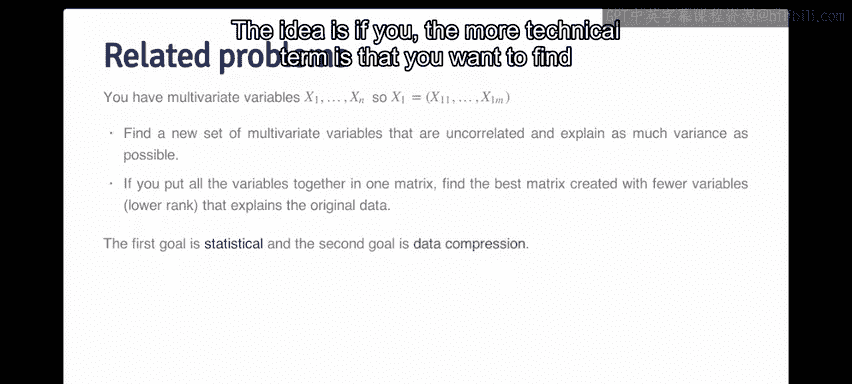 The idea is if you, the more technical
term is that you want to find
Related problems
You have multivariate variables X₁, … , Xₙ so X₁ = (X₁₁, … , X₁ₘ)
· Find a new set of multivariate variables that are uncorrelated and explain as much variance as
possible.
· If you put all the variables together in one matrix, find the best matrix created with fewer variables
(lower rank) that explains the original data.
The first goal is statistical and the second goal is data compression.